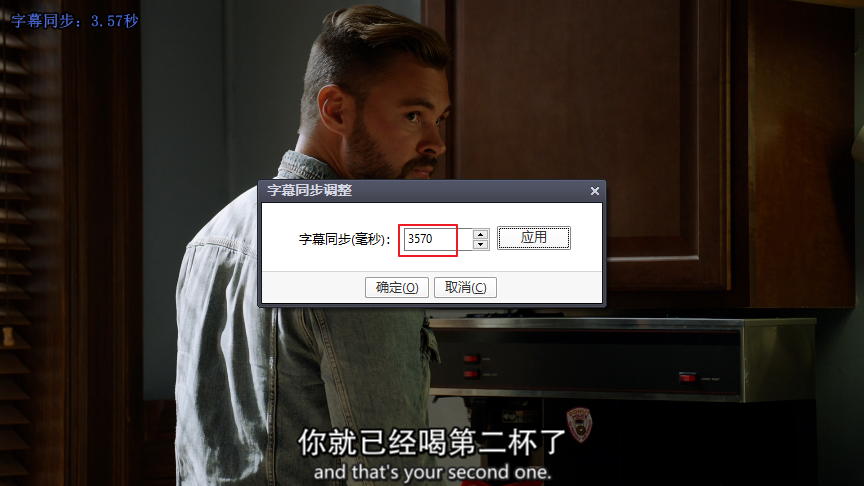 字幕同步：3.57秒
字幕同步调整
字幕同步(毫秒)：
3570
应用
确定(O)
取消(C)
你就已经喝第二杯了
and that's your second one.